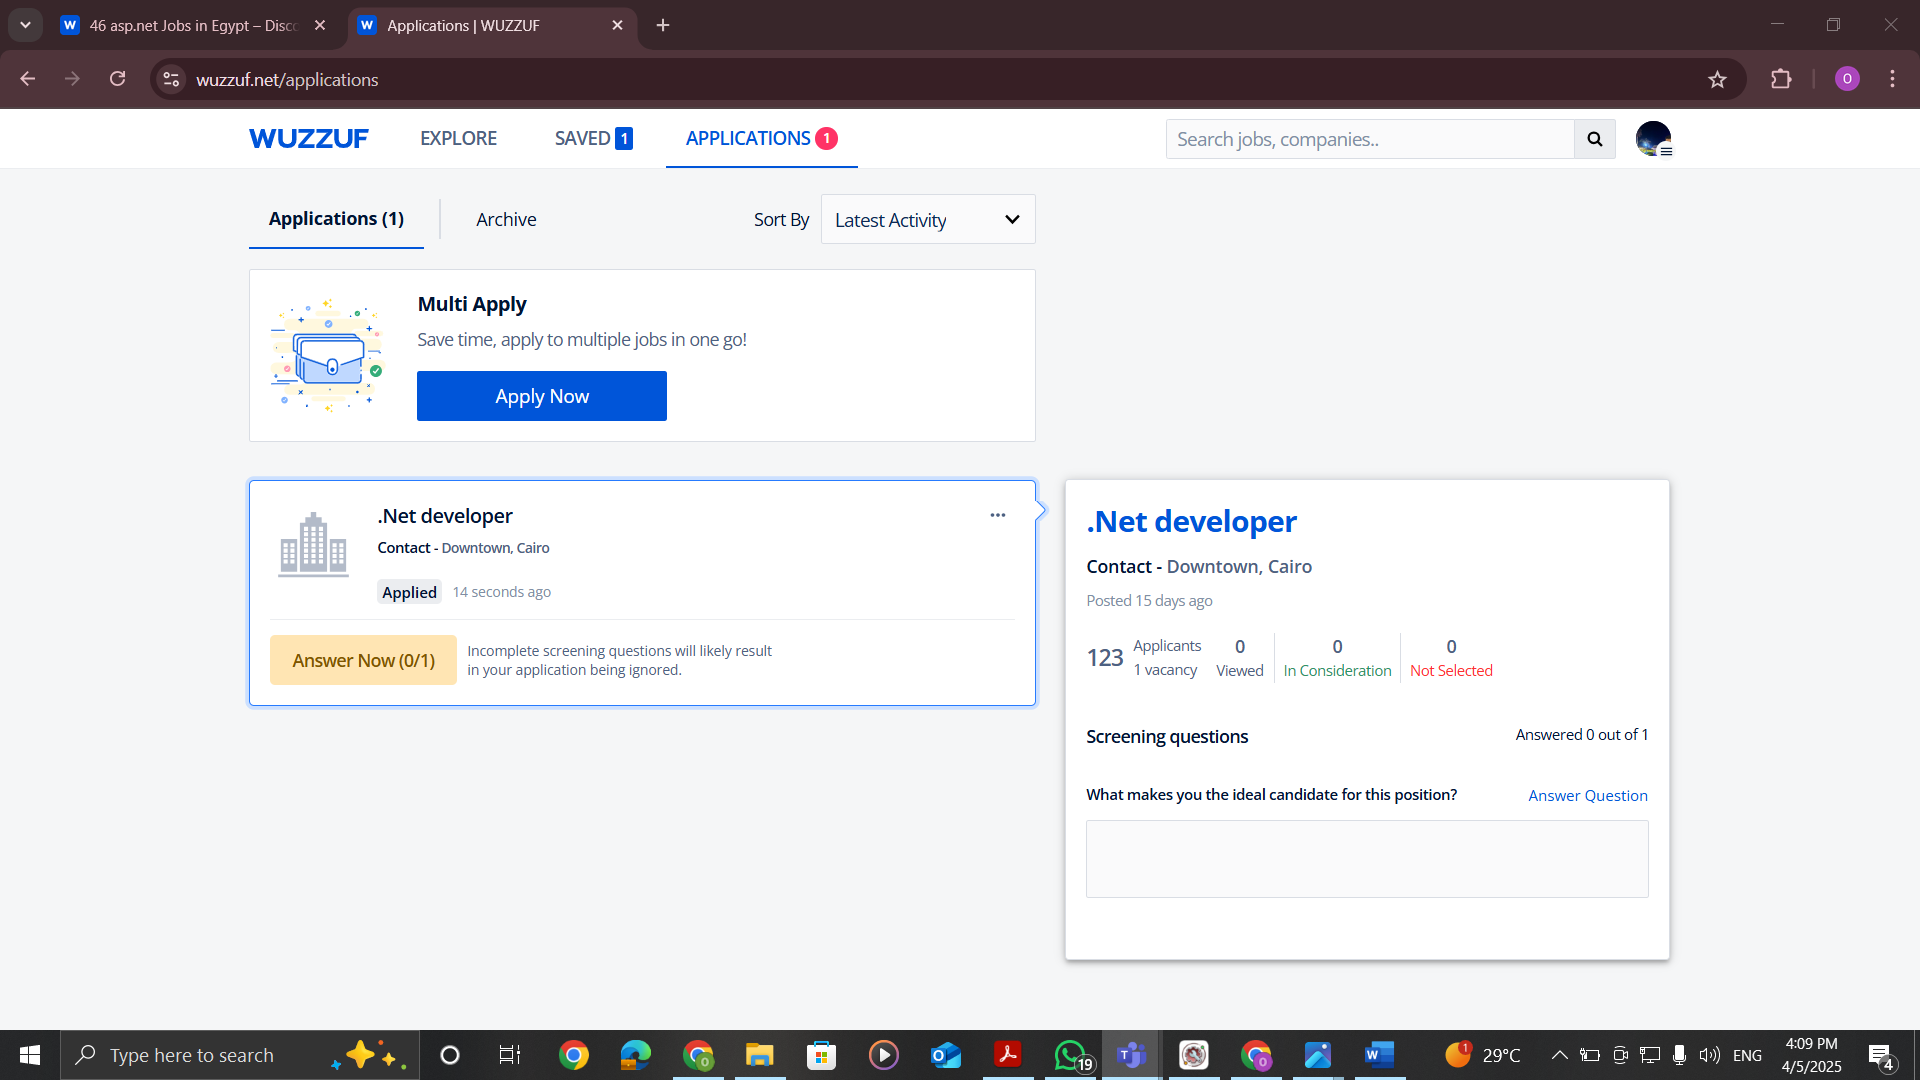 46 asp.net Jobs in Egypt – Disc
Applications | WUZZUF
wuzzuf.net/applications
O
WUZZUF
EXPLORE
SAVED 1
APPLICATIONS 1
Search jobs, companies..
Applications (1)
Archive
Sort By
Latest Activity
Multi Apply
Save time, apply to multiple jobs in one go!
Apply Now
.Net developer
Contact - Downtown, Cairo
Applied 14 seconds ago
Answer Now (0/1)
Incomplete screening questions will likely result
in your application being ignored.
.Net developer
Contact - Downtown, Cairo
Posted 15 days ago
123
Applicants
1 vacancy
0
Viewed
0
In Consideration
0
Not Selected
Screening questions
Answered 0 out of 1
What makes you the ideal candidate for this position?
Answer Question
Type here to search
19
1
29°C
ENG
4:09 PM
4/5/2025
4